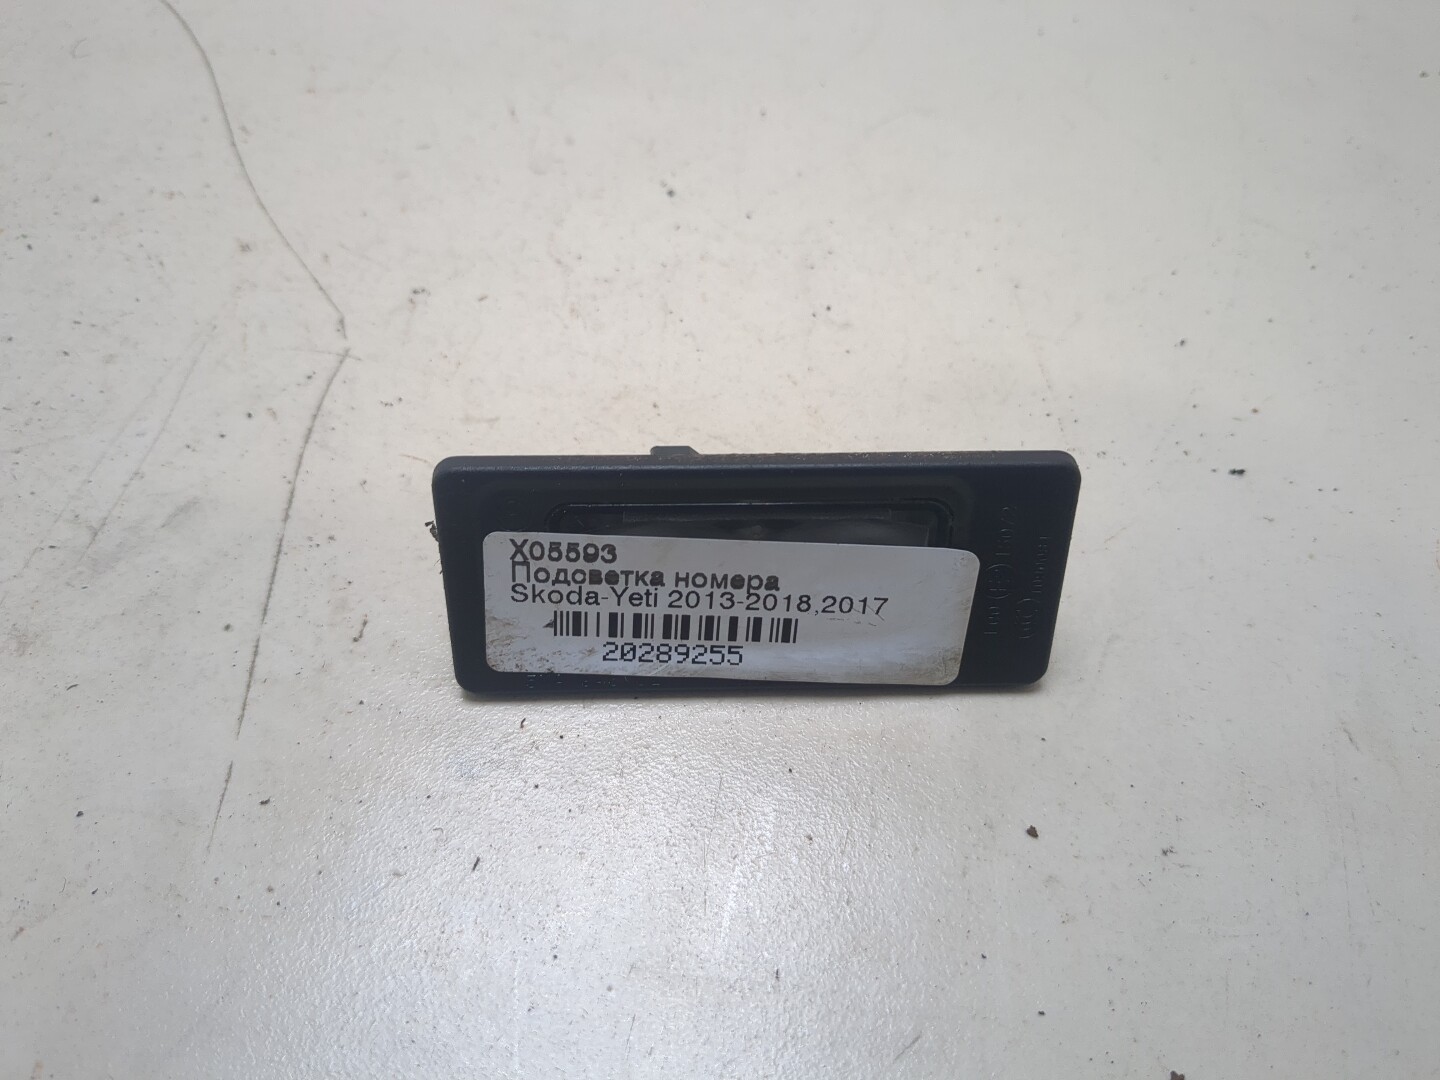 X05593
Подсветка номера
Skoda-Yeti 2013-2018,2017
20289255